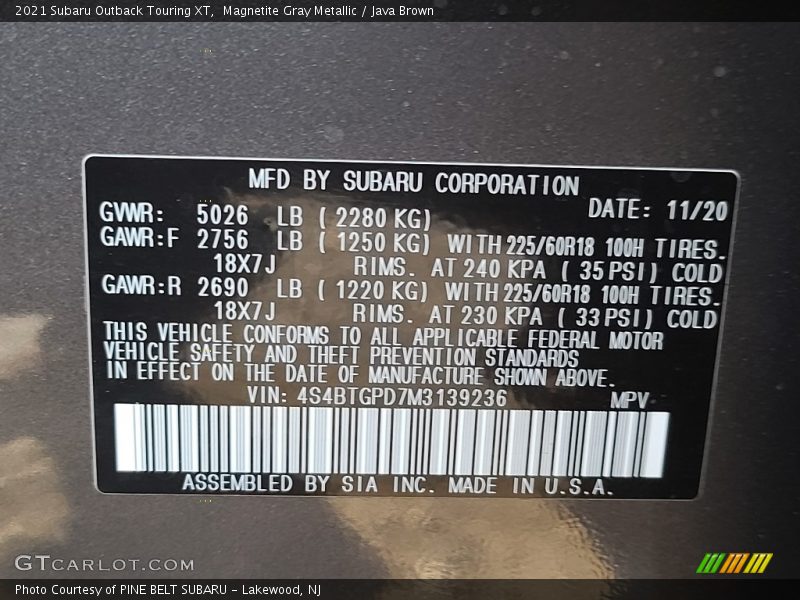 2021 Subaru Outback Touring XT,  Magnetite Gray Metallic / Java Brown
MFD BY SUBARU CORPORATION
GVWR: 5026 LB ( 2280 KG) DATE: 11/20
GAWR:F 2756 LB ( 1250 KG) WITH 225/60R18 100H TIRES.
18X7J RIMS. AT 240 KPA ( 35 PSI) COLD
GAWR:R 2690 LB ( 1220 KG) WITH 225/60R18 100H TIRES.
18X7J RIMS. AT 230 KPA ( 33 PSI) COLD
THIS VEHICLE CONFORMS TO ALL APPLICABLE FEDERAL MOTOR
VEHICLE SAFETY AND THEFT PREVENTION STANDARDS
IN EFFECT ON THE DATE OF MANUFACTURE SHOWN ABOVE.
VIN: 4S4BTGPD7M3139236 MPV
ASSEMBLED BY SIA INC. MADE IN U.S.A.
GTCARLOT.COM
Photo Courtesy of PINE BELT SUBARU - Lakewood, NJ